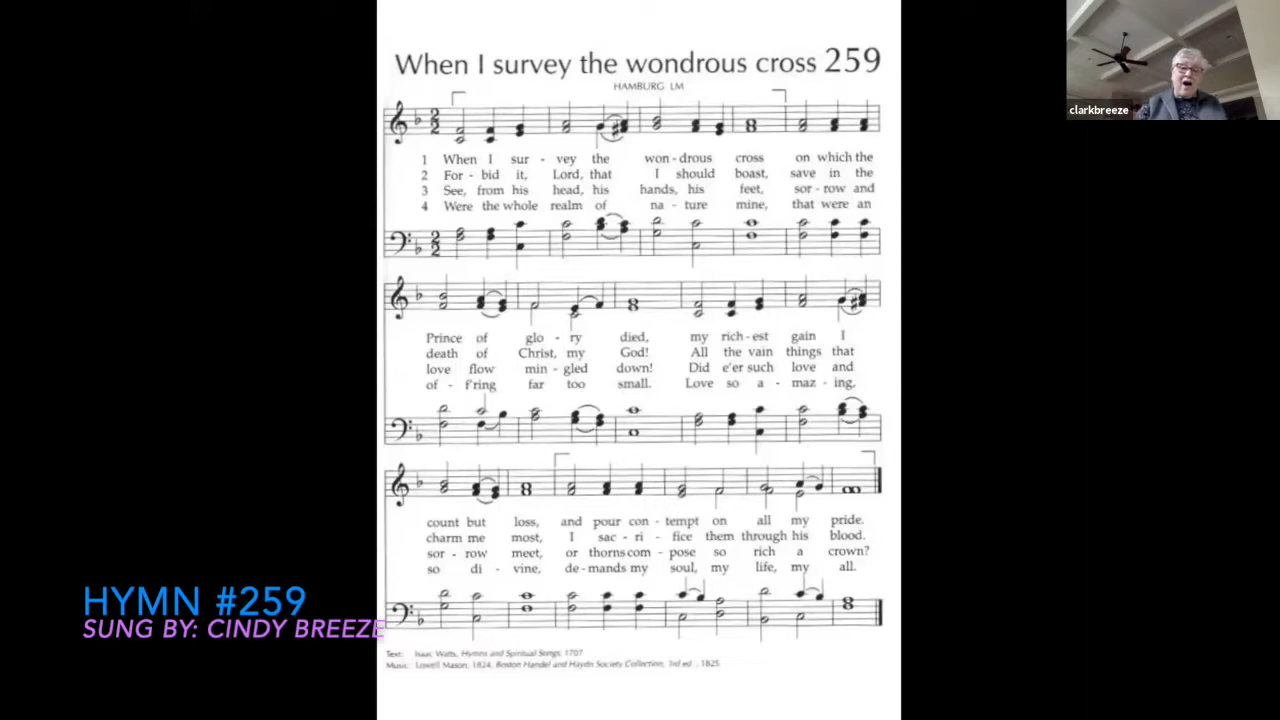 When I survey the wondrous cross 259
HAMBURG LM
clarkbreeze
1 When I sur - vey the won - drous cross on which the
2 For - bid it, Lord, that I should boast, save in the
3 See, from his head, his hands, his feet, sor - row and
4 Were the whole realm of na - ture mine, that were an
Prince of glo - ry died, my rich - est gain I
death of Christ, my God! All the vain things that
love flow min - gled down! Did e'er such love and
of - f'ring far too small. Love so a - maz - ing,
count but loss, and pour con - tempt on all my pride.
charm me most, I sac - ri - fice them through his blood.
sor - row meet, or thorns com - pose so rich a crown?
so di - vine, de - mands my soul, my life, my all.
HYMN #259
SUNG BY: CINDY BREEZE
Text: Isaac Watts, Hymns and Spiritual Songs, 1707
Music: Lowell Mason, 1824, Boston Handel and Haydn Society Collection, 3rd ed., 1825